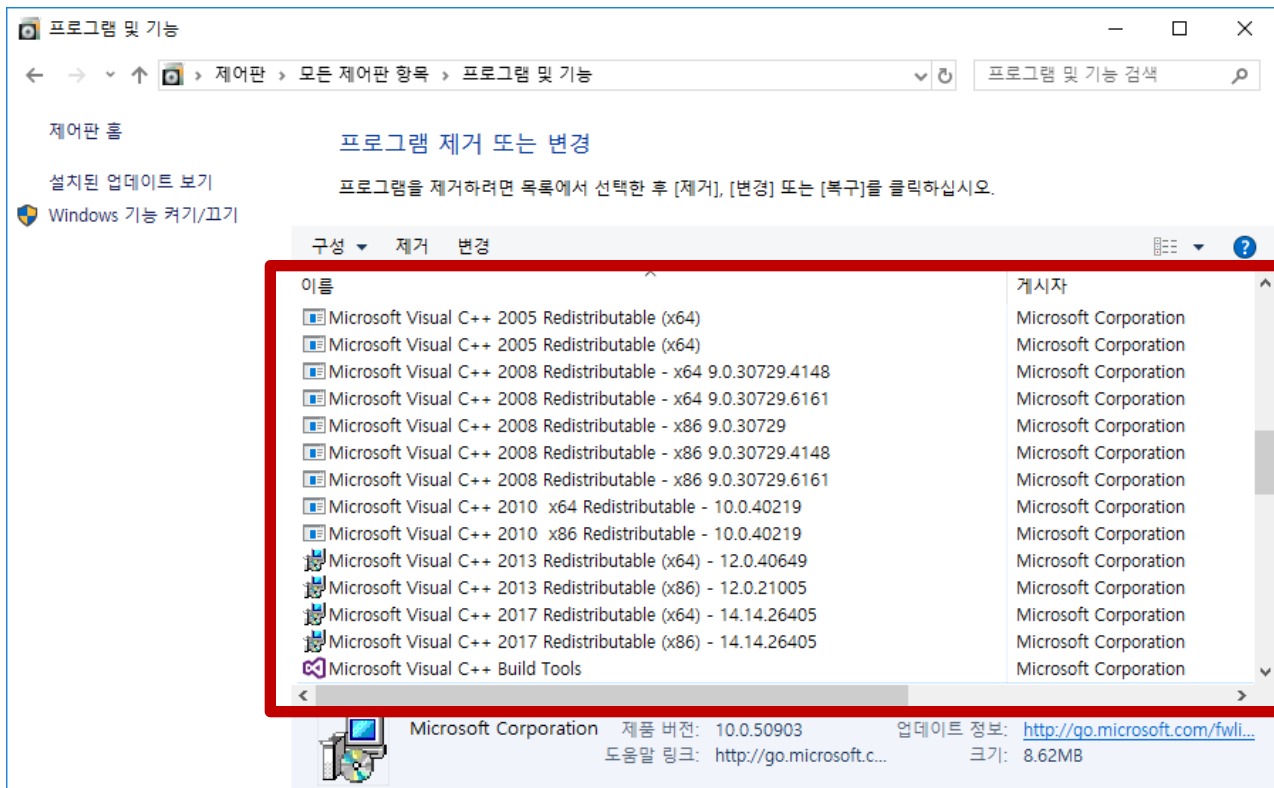 프로그램 및 기능
제어판 › 모든 제어판 항목 › 프로그램 및 기능
프로그램 및 기능 검색
제어판 홈
설치된 업데이트 보기
Windows 기능 켜기/끄기
프로그램 제거 또는 변경
프로그램을 제거하려면 목록에서 선택한 후 [제거], [변경] 또는 [복구]를 클릭하십시오.
구성 제거 변경
이름 게시자
Microsoft Visual C++ 2005 Redistributable (x64) Microsoft Corporation
Microsoft Visual C++ 2005 Redistributable (x64) Microsoft Corporation
Microsoft Visual C++ 2008 Redistributable - x64 9.0.30729.4148 Microsoft Corporation
Microsoft Visual C++ 2008 Redistributable - x64 9.0.30729.6161 Microsoft Corporation
Microsoft Visual C++ 2008 Redistributable - x86 9.0.30729 Microsoft Corporation
Microsoft Visual C++ 2008 Redistributable - x86 9.0.30729.4148 Microsoft Corporation
Microsoft Visual C++ 2008 Redistributable - x86 9.0.30729.6161 Microsoft Corporation
Microsoft Visual C++ 2010  x64 Redistributable - 10.0.40219 Microsoft Corporation
Microsoft Visual C++ 2010  x86 Redistributable - 10.0.40219 Microsoft Corporation
Microsoft Visual C++ 2013 Redistributable (x64) - 12.0.40649 Microsoft Corporation
Microsoft Visual C++ 2013 Redistributable (x86) - 12.0.21005 Microsoft Corporation
Microsoft Visual C++ 2017 Redistributable (x64) - 14.14.26405 Microsoft Corporation
Microsoft Visual C++ 2017 Redistributable (x86) - 14.14.26405 Microsoft Corporation
Microsoft Visual C++ Build Tools Microsoft Corporation
Microsoft Corporation 제품 버전: 10.0.50903 업데이트 정보: http://go.microsoft.com/fwli...
도움말 링크: http://go.microsoft.c... 크기: 8.62MB